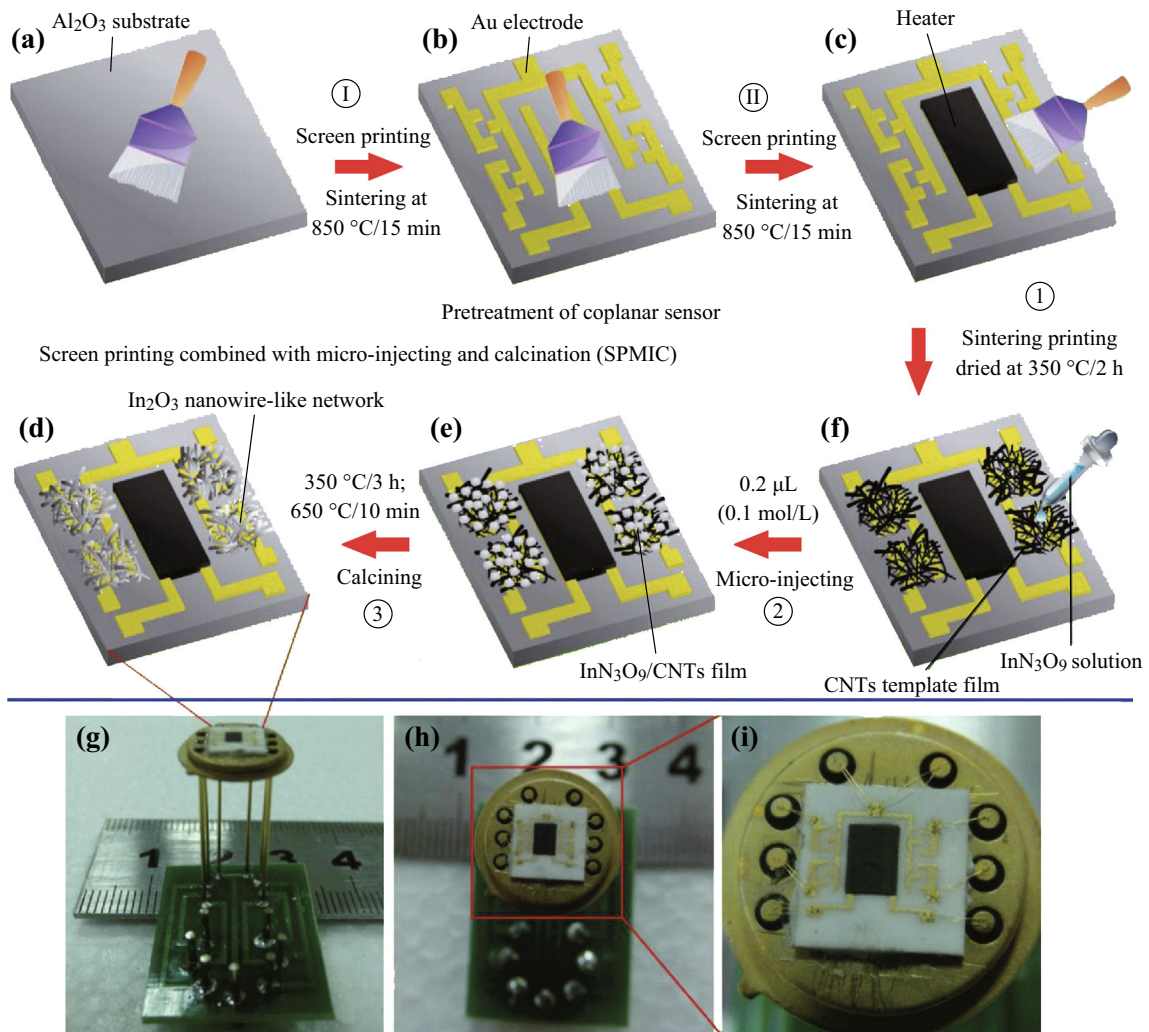 (a)
Al₂O₃ substrate
I
Screen printing
Sintering at
850 °C/15 min
(b)
Au electrode
II
Screen printing
Sintering at
850 °C/15 min
(c)
Heater
Pretreatment of coplanar sensor
Screen printing combined with micro-injecting and calcination (SPMIC)
1
Sintering printing
dried at 350 °C/2 h
(d)
In₂O₃ nanowire-like network
350 °C/3 h;
650 °C/10 min
Calcining
3
(e)
InN₃O₉/CNTs film
0.2 μL
(0.1 mol/L)
Micro-injecting
2
(f)
InN₃O₉ solution
CNTs template film
(g)
1 2 3 4
(h)
1 2 3 4
(i)